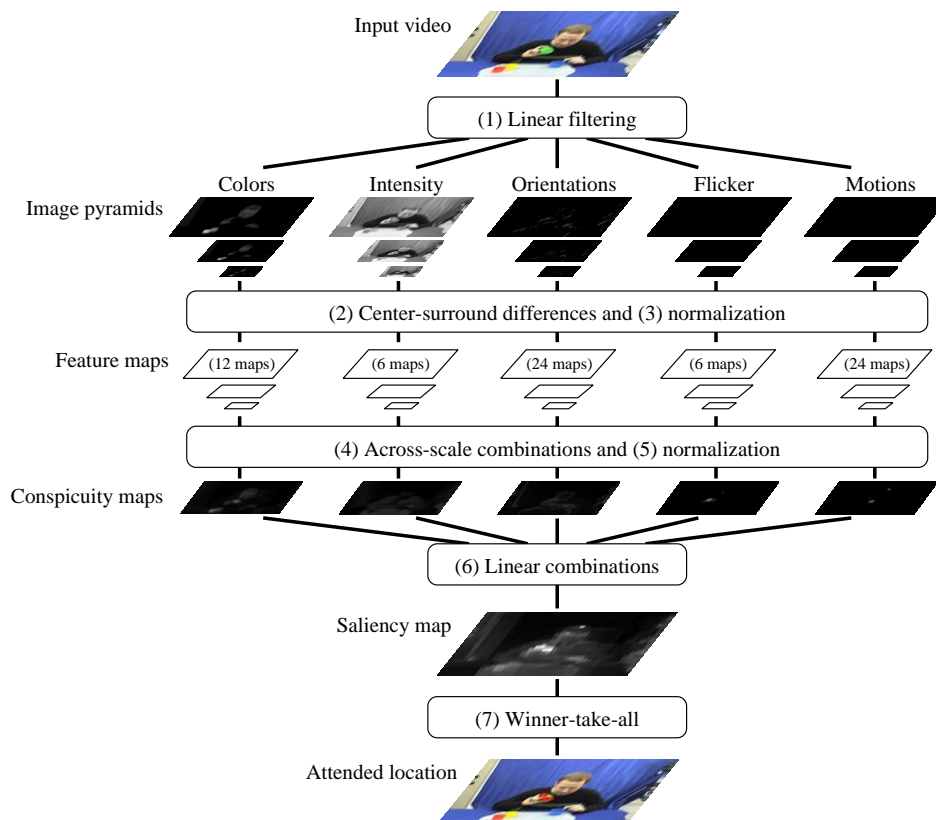 Input video
(1) Linear filtering
Colors Intensity Orientations Flicker Motions
Image pyramids
(2) Center-surround differences and (3) normalization
Feature maps (12 maps) (6 maps) (24 maps) (6 maps) (24 maps)
(4) Across-scale combinations and (5) normalization
Conspicuity maps
(6) Linear combinations
Saliency map
(7) Winner-take-all
Attended location